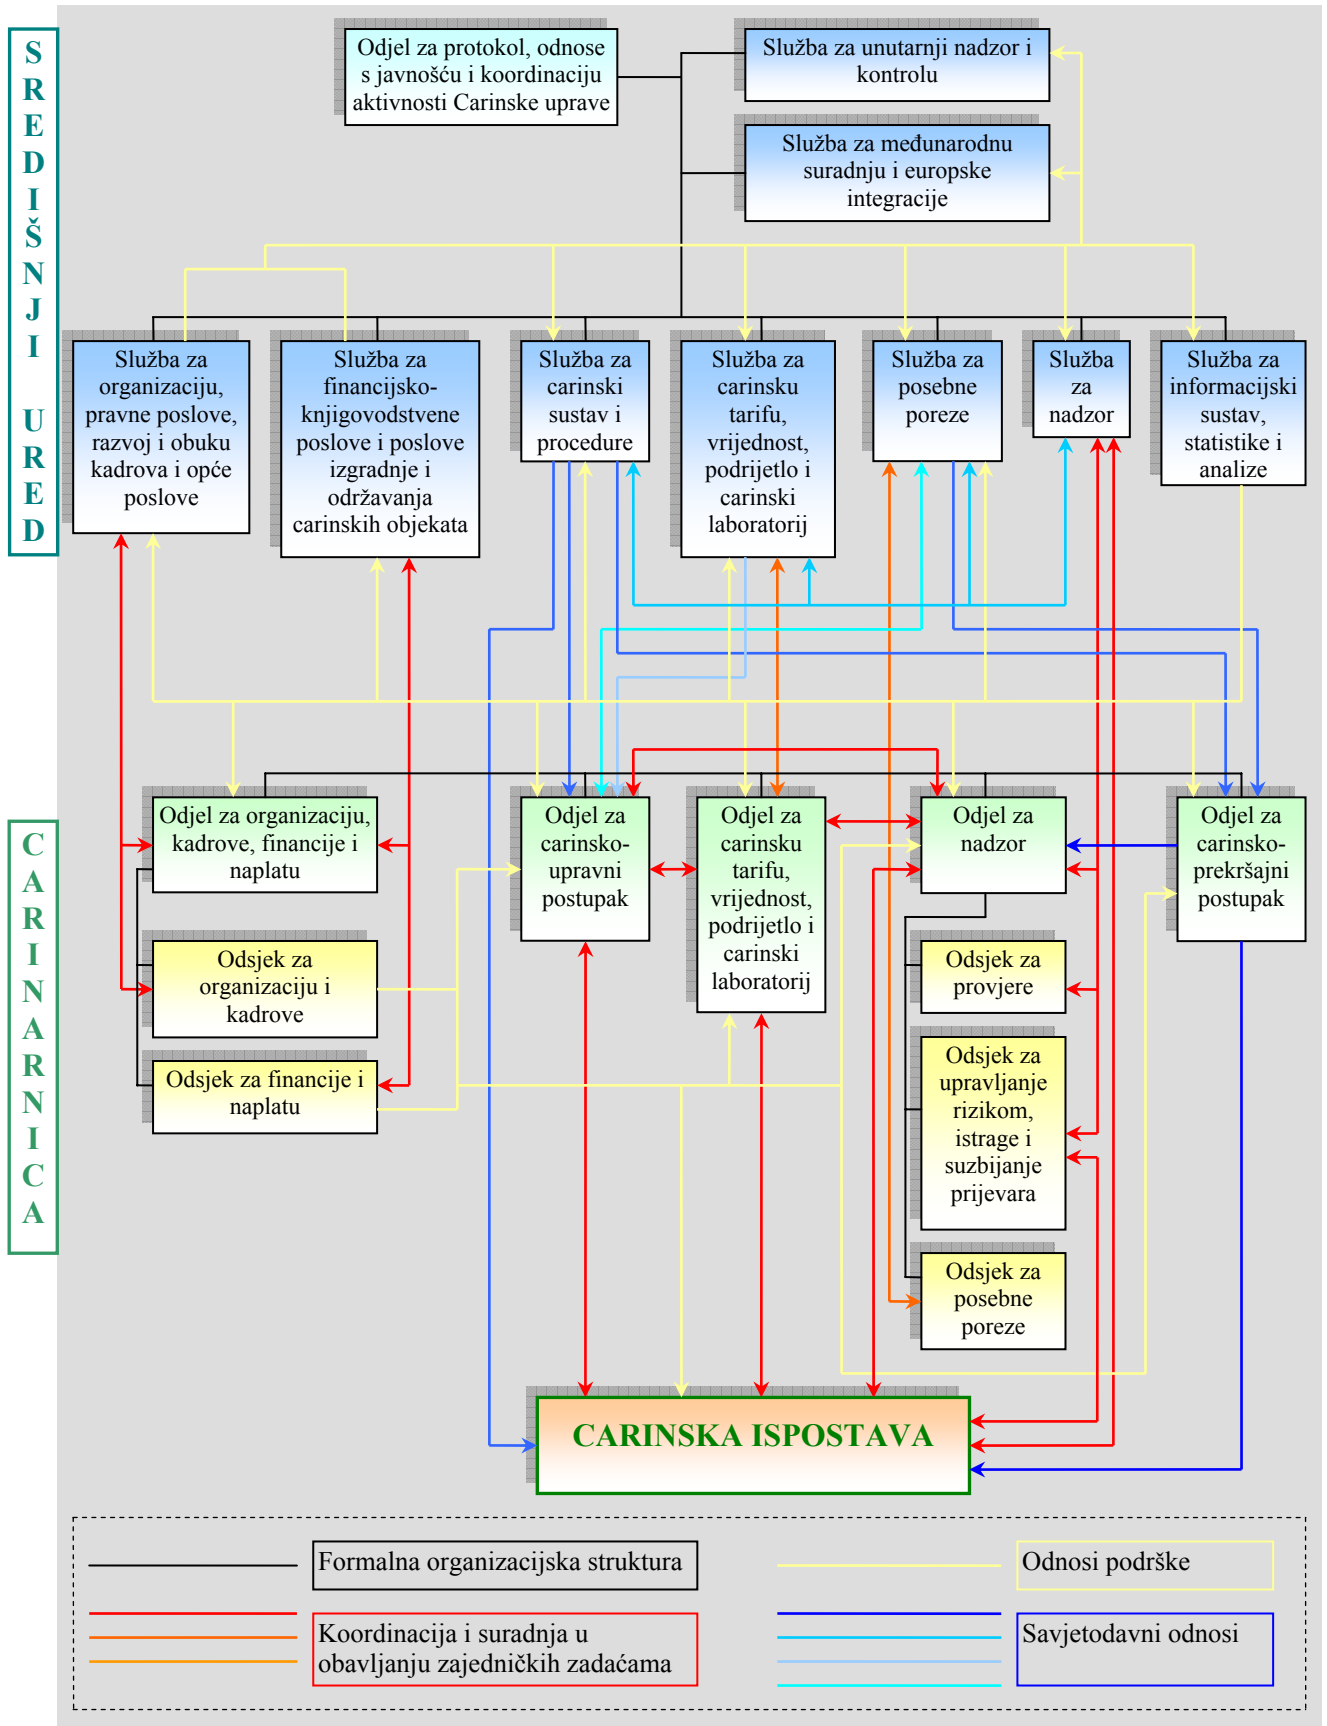 SREDIŠNJI URED
Odjel za protokol, odnose
s javnošću i koordinaciju
aktivnosti Carinske uprave
Služba za unutarnji nadzor i
kontrolu
Služba za međunarodnu
suradnju i europske
integracije
Služba za
organizaciju,
pravne poslove,
razvoj i obuku
kadrova i opće
poslove
Služba za
financijsko-
knjigovodstvene
poslove i poslove
izgradnje i
održavanja
carinskih objekata
Služba za
carinski
sustav i
procedure
Služba za
carinsku
tarifu,
vrijednost,
podrijetlo i
carinski
laboratorij
Služba za
posebne
poreze
Služba
za
nadzor
Služba za
informacijski
sustav,
statistike i
analize
CARINARNICA
Odjel za organizaciju,
kadrove, financije i
naplatu
Odjel za
carinsko-
upravni
postupak
Odjel za
carinsku
tarifu,
vrijednost,
podrijetlo i
carinski
laboratorij
Odjel za
nadzor
Odjel za
carinsko-
prekršajni
postupak
Odsjek za
organizaciju i
kadrove
Odsjek za financije i
naplatu
Odsjek za
provjere
Odsjek za
upravljanje
rizikom,
istrage i
suzbijanje
prijevara
Odsjek za
posebne
poreze
CARINSKA ISPOSTAVA
Formalna organizacijska struktura
Odnosi podrške
Koordinacija i suradnja u
obavljanju zajedničkih zadaćama
Savjetodavni odnosi